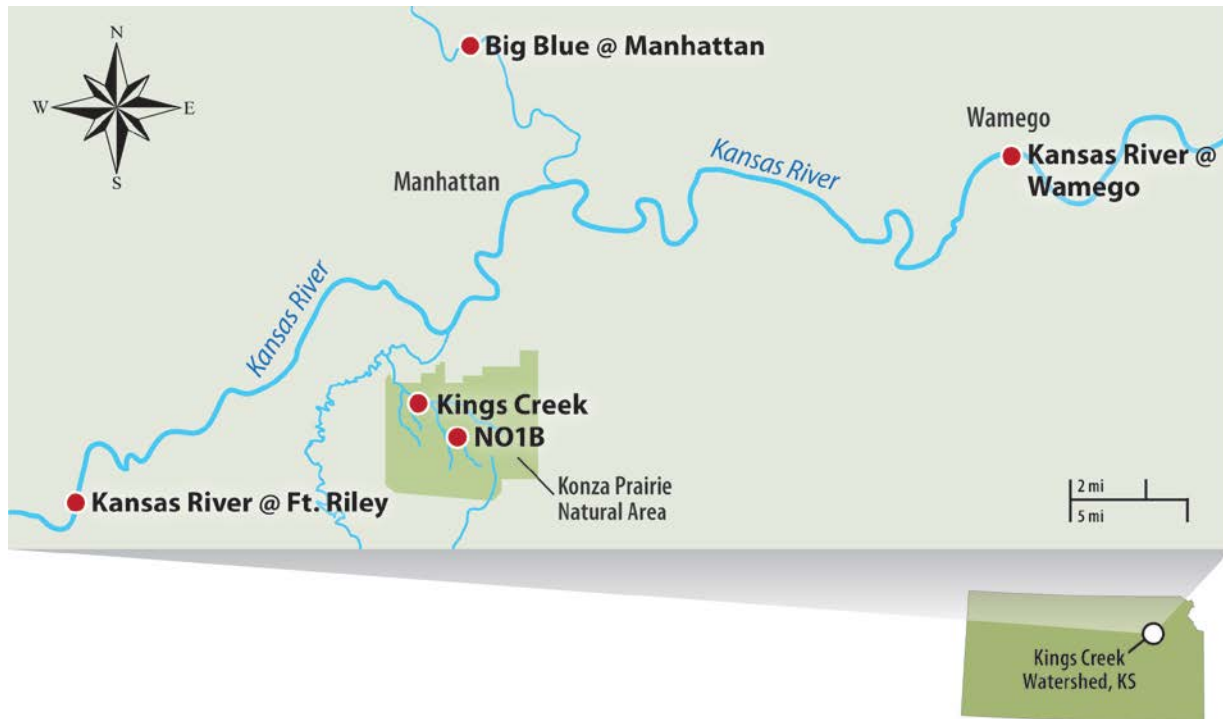 N
W
E
S
Big Blue @ Manhattan
Wamego
Kansas River @
Wamego
Kansas River
Manhattan
Kansas River
Kings Creek
NO1B
Kansas River @ Ft. Riley
Konza Prairie
Natural Area
2 mi
5 mi
Kings Creek
Watershed, KS